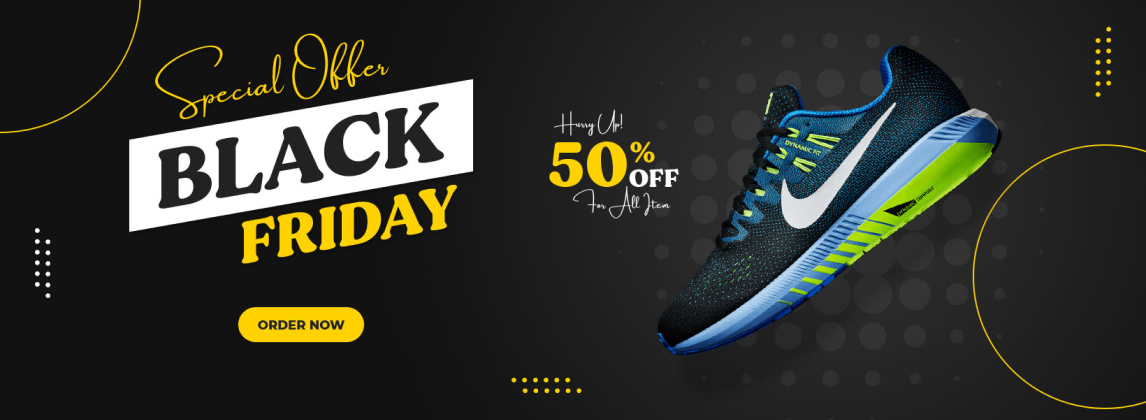 Special Offer
BLACK
FRIDAY
ORDER NOW
Hurry Up!
50%
OFF
For All Item
DYNAMIC FIT